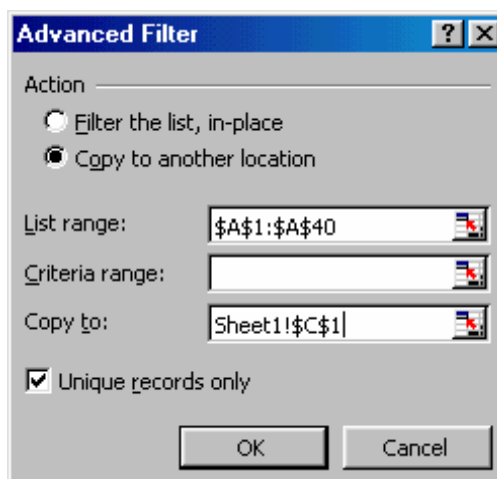 Advanced Filter
Action
Filter the list, in-place
Copy to another location
List range: $A$1:$A$40
Criteria range:
Copy to: Sheet1!$C$1
Unique records only
OK Cancel